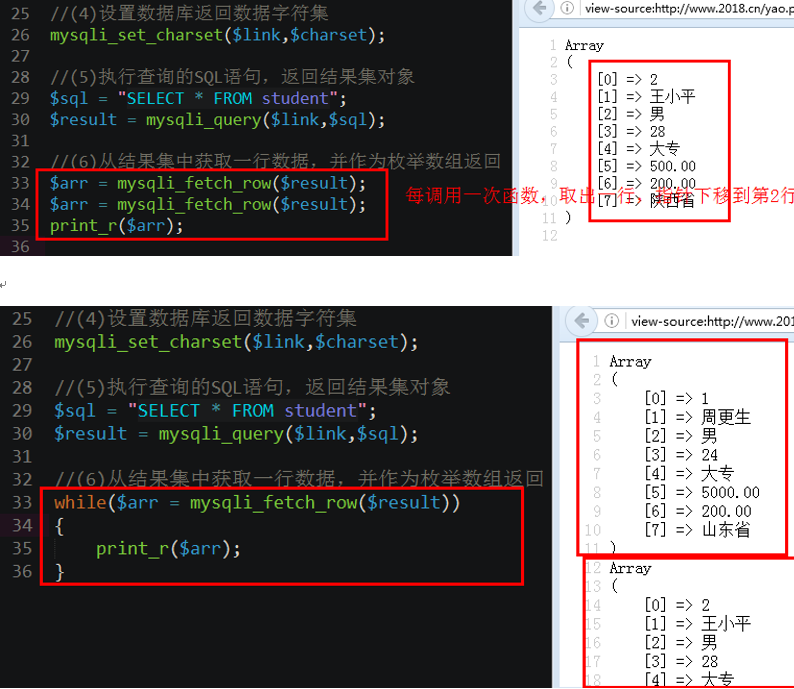 25 //(4)设置数据库返回数据字符集
26 mysqli_set_charset($link,$charset);
27
28 //(5)执行查询的SQL语句，返回结果集对象
29 $sql = "SELECT * FROM student";
30 $result = mysqli_query($link,$sql);
31
32 //(6)从结果集中获取一行数据，并作为枚举数组返回
33 $arr = mysqli_fetch_row($result);
34 $arr = mysqli_fetch_row($result);
35 print_r($arr);
36
每调用一次函数，取出一行，指针下移到第2行
view-source:http://www.2018.cn/yao.p
1 Array
2 (
3 [0] => 2
4 [1] => 王小平
5 [2] => 男
6 [3] => 28
7 [4] => 大专
8 [5] => 500.00
9 [6] => 200.00
10 [7] => 陕西省
11 )
12
25 //(4)设置数据库返回数据字符集
26 mysqli_set_charset($link,$charset);
27
28 //(5)执行查询的SQL语句，返回结果集对象
29 $sql = "SELECT * FROM student";
30 $result = mysqli_query($link,$sql);
31
32 //(6)从结果集中获取一行数据，并作为枚举数组返回
33 while($arr = mysqli_fetch_row($result))
34 {
35 print_r($arr);
36 }
view-source:http://www.201
1 Array
2 (
3 [0] => 1
4 [1] => 周更生
5 [2] => 男
6 [3] => 24
7 [4] => 大专
8 [5] => 5000.00
9 [6] => 200.00
10 [7] => 山东省
11 )
12 Array
13 (
14 [0] => 2
15 [1] => 王小平
16 [2] => 男
17 [3] => 28
18 [4] => 大专